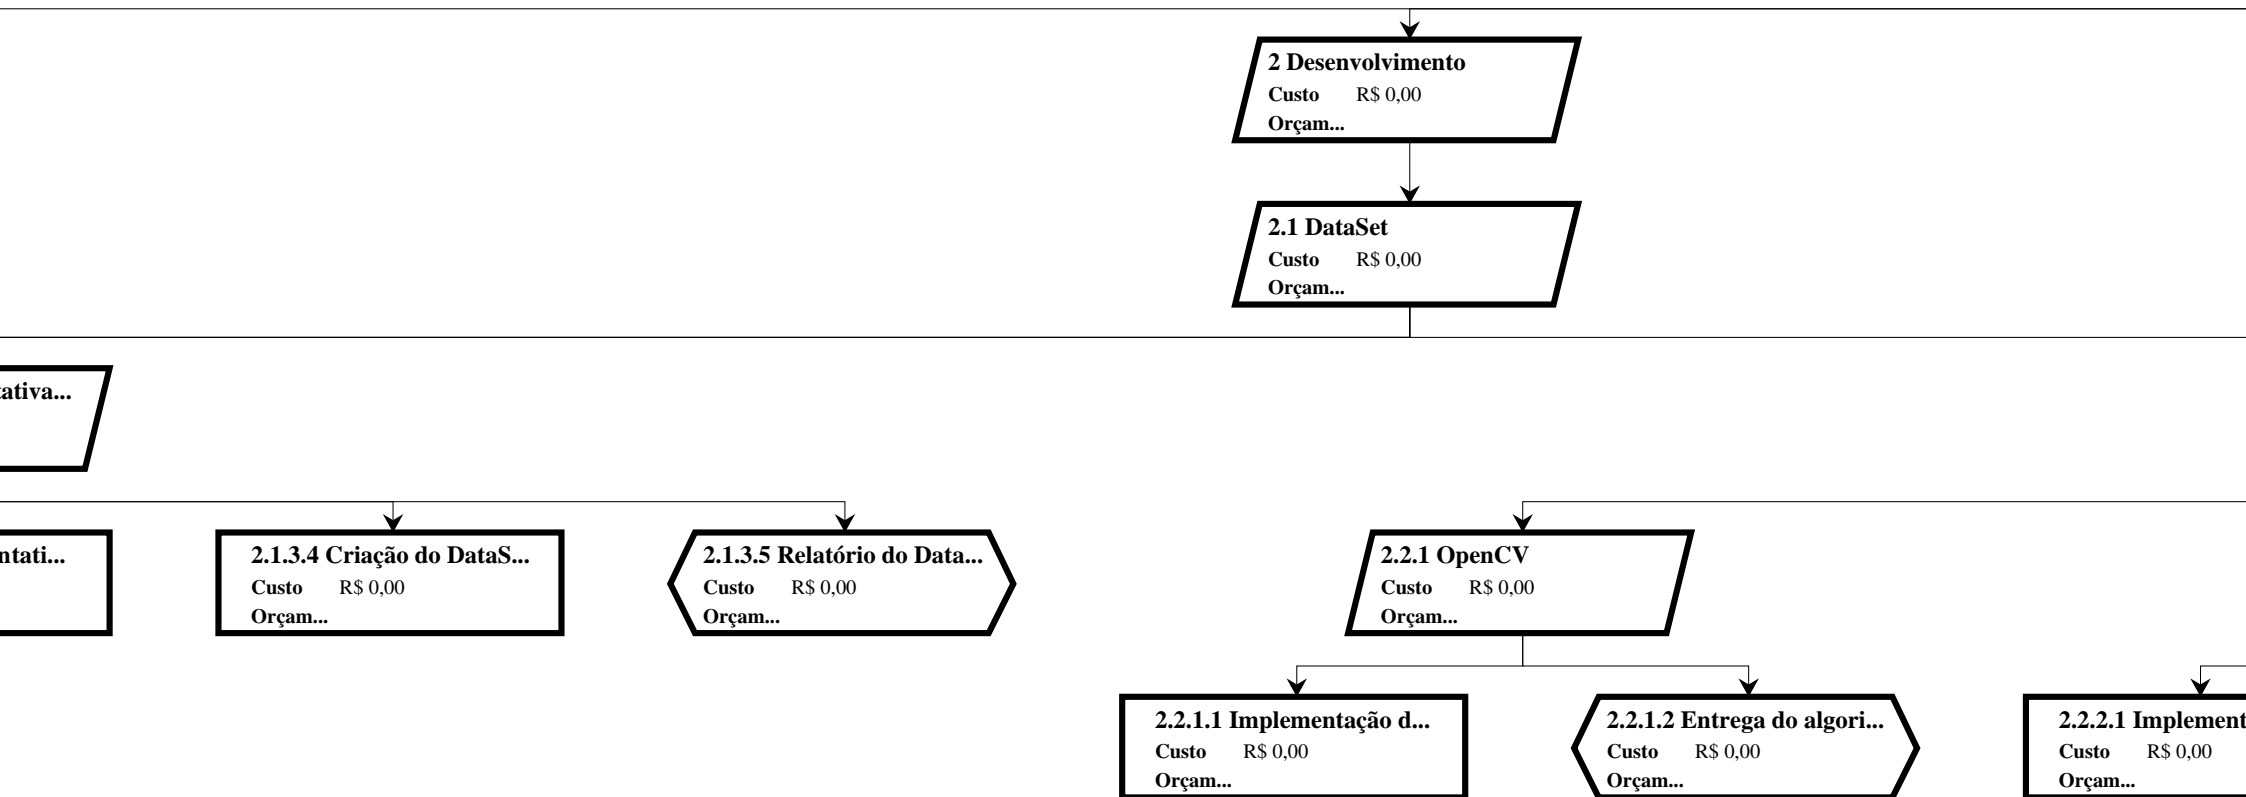 2 Desenvolvimento
Custo R$ 0,00
Orçam...
2.1 DataSet
Custo R$ 0,00
Orçam...
ativa...
ntati...
2.1.3.4 Criação do DataS...
Custo R$ 0,00
Orçam...
2.1.3.5 Relatório do Data...
Custo R$ 0,00
Orçam...
2.2.1 OpenCV
Custo R$ 0,00
Orçam...
2.2.1.1 Implementação d...
Custo R$ 0,00
Orçam...
2.2.1.2 Entrega do algori...
Custo R$ 0,00
Orçam...
2.2.2.1 Implement
Custo R$ 0,00
Orçam...